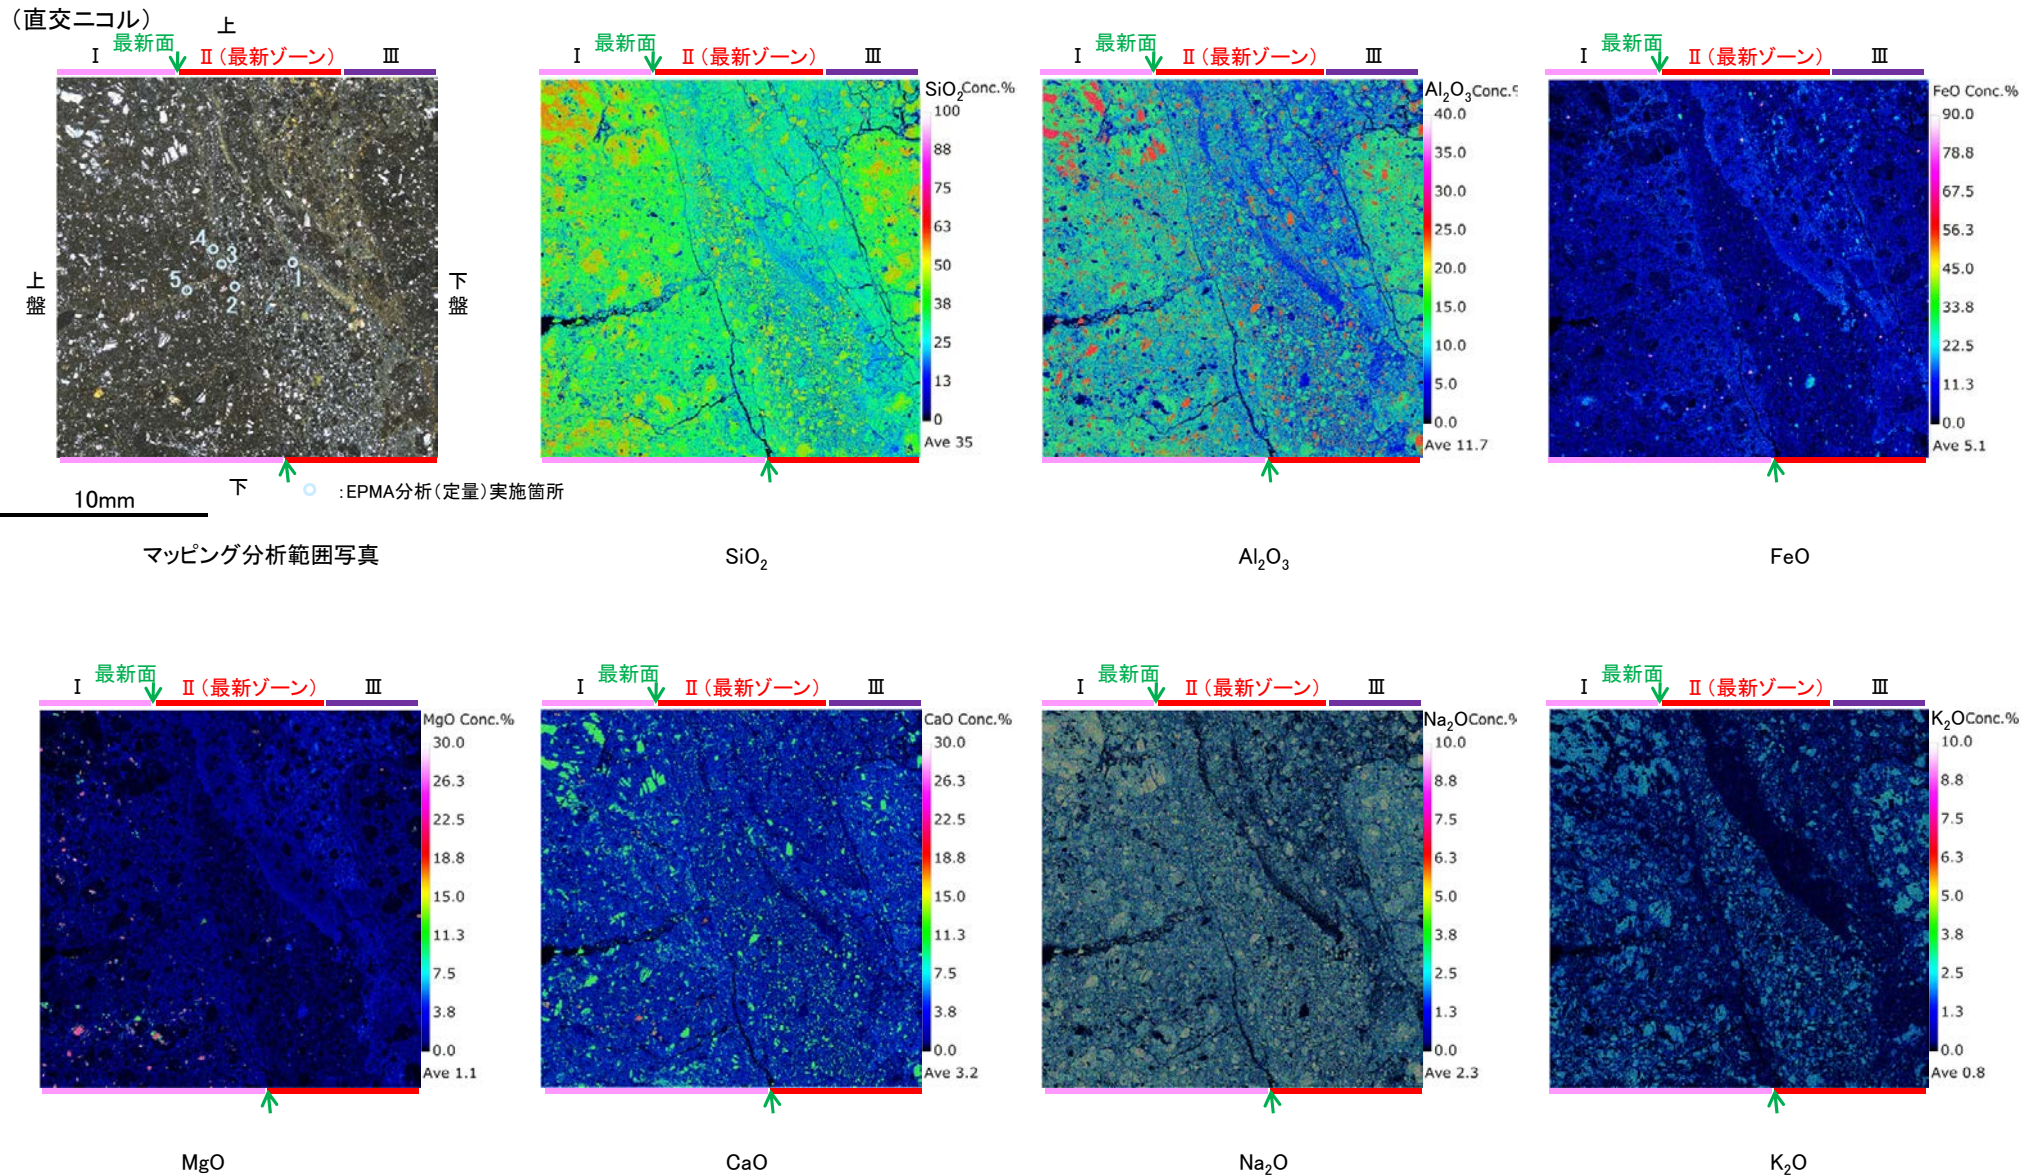 (直交ニコル)
上
Ⅰ 最新面 Ⅱ(最新ゾーン) Ⅲ
上盤
下盤
4
3
5
1
2
下
10mm
:EPMA分析(定量)実施箇所
マッピング分析範囲写真
Ⅰ 最新面 Ⅱ(最新ゾーン) Ⅲ
SiO2 Conc.%
100
88
75
63
50
38
25
13
0
Ave 35
SiO2
Ⅰ 最新面 Ⅱ(最新ゾーン) Ⅲ
Al2O3 Conc.%
40.0
35.0
30.0
25.0
20.0
15.0
10.0
5.0
0.0
Ave 11.7
Al2O3
Ⅰ 最新面 Ⅱ(最新ゾーン) Ⅲ
FeO Conc.%
90.0
78.8
67.5
56.3
45.0
33.8
22.5
11.3
0.0
Ave 5.1
FeO
Ⅰ 最新面 Ⅱ(最新ゾーン) Ⅲ
MgO Conc.%
30.0
26.3
22.5
18.8
15.0
11.3
7.5
3.8
0.0
Ave 1.1
MgO
Ⅰ 最新面 Ⅱ(最新ゾーン) Ⅲ
CaO Conc.%
30.0
26.3
22.5
18.8
15.0
11.3
7.5
3.8
0.0
Ave 3.2
CaO
Ⅰ 最新面 Ⅱ(最新ゾーン) Ⅲ
Na2O Conc.%
10.0
8.8
7.5
6.3
5.0
3.8
2.5
1.3
0.0
Ave 2.3
Na2O
Ⅰ 最新面 Ⅱ(最新ゾーン) Ⅲ
K2O Conc.%
10.0
8.8
7.5
6.3
5.0
3.8
2.5
1.3
0.0
Ave 0.8
K2O